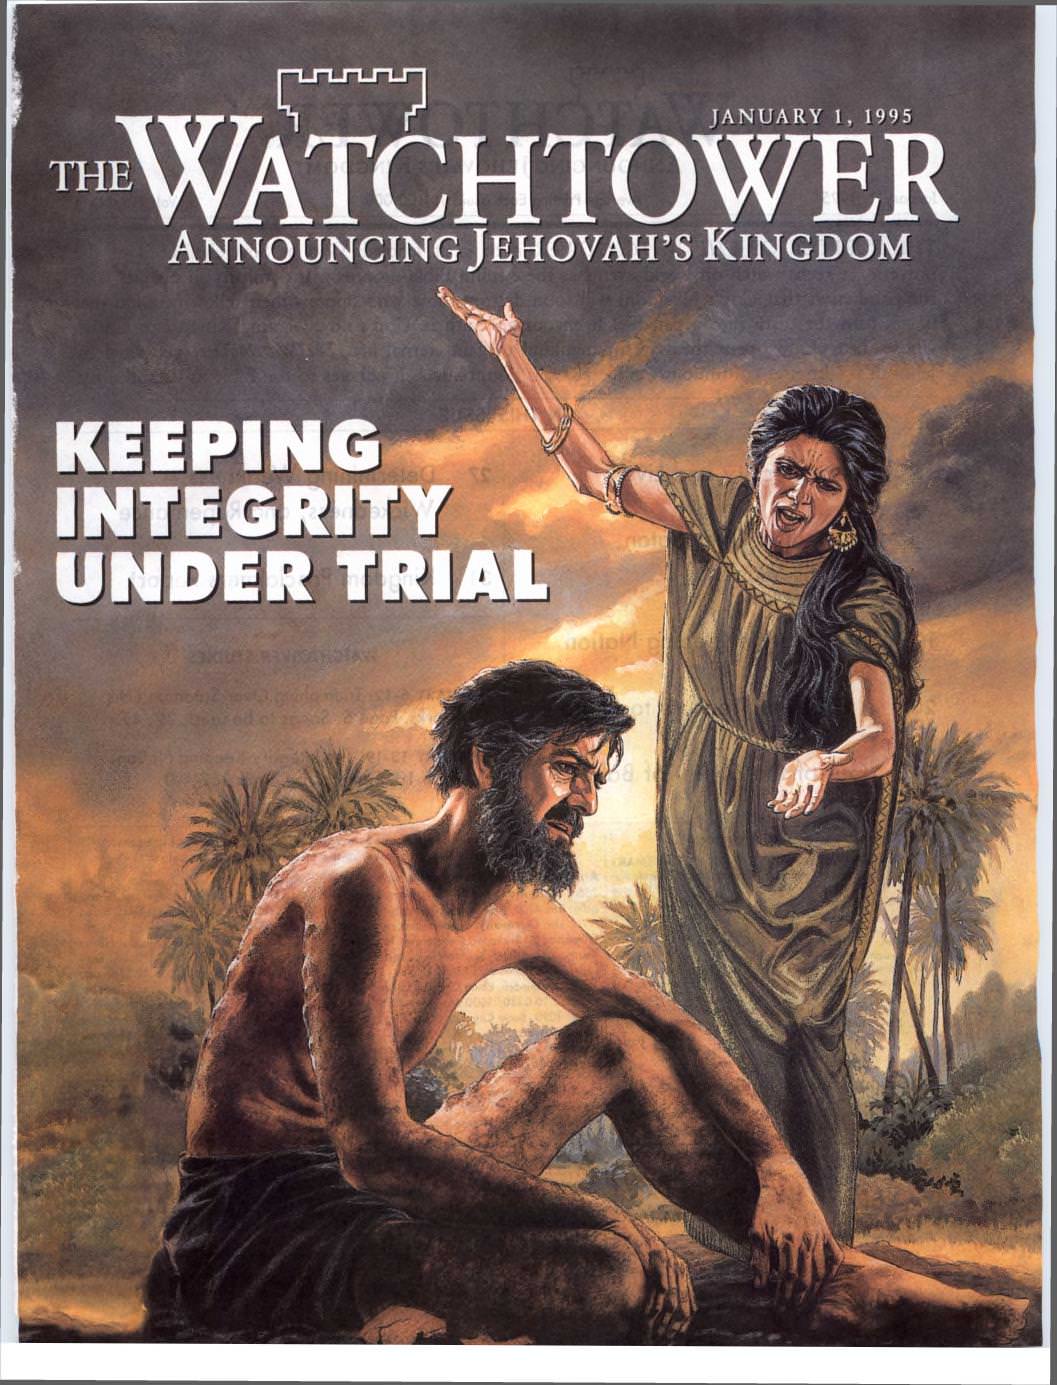 JANUARY 1, 1995
THE WATCHTOWER
ANNOUNCING JEHOVAH'S KINGDOM
KEEPING
INTEGRITY
UNDER TRIAL